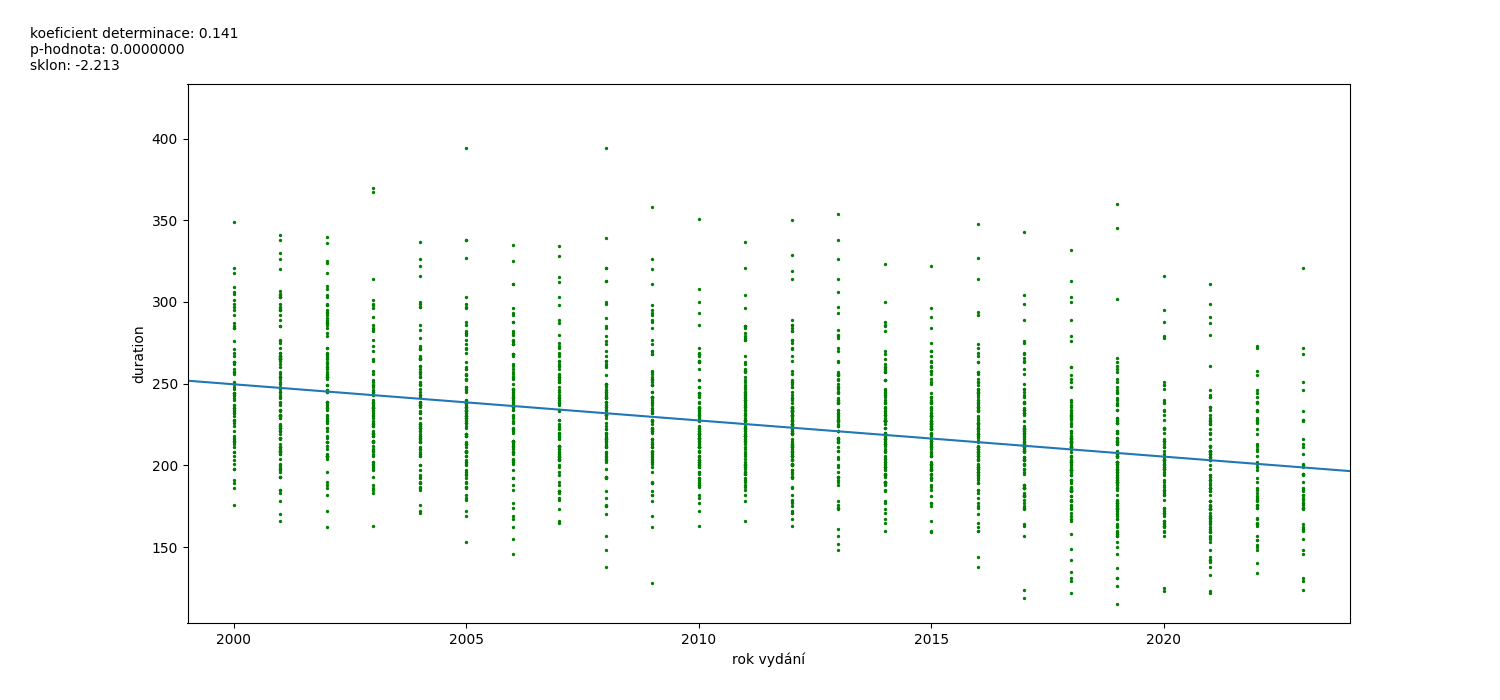 koeficient determinace: 0.141
p-hodnota: 0.0000000
sklon: -2.213
400
350
300
250
200
150
duration
2000 2005 2010 2015 2020
rok vydání